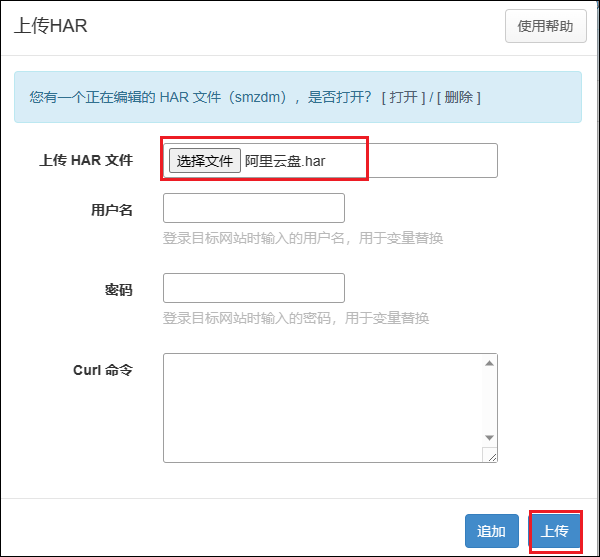 上传HAR
使用帮助
您有一个正在编辑的 HAR 文件（smzdm），是否打开？ [ 打开 ] / [ 删除 ]
上传 HAR 文件
选择文件 阿里云盘.har
用户名
登录目标网站时输入的用户名，用于变量替换
密码
登录目标网站时输入的密码，用于变量替换
Curl 命令
追加
上传